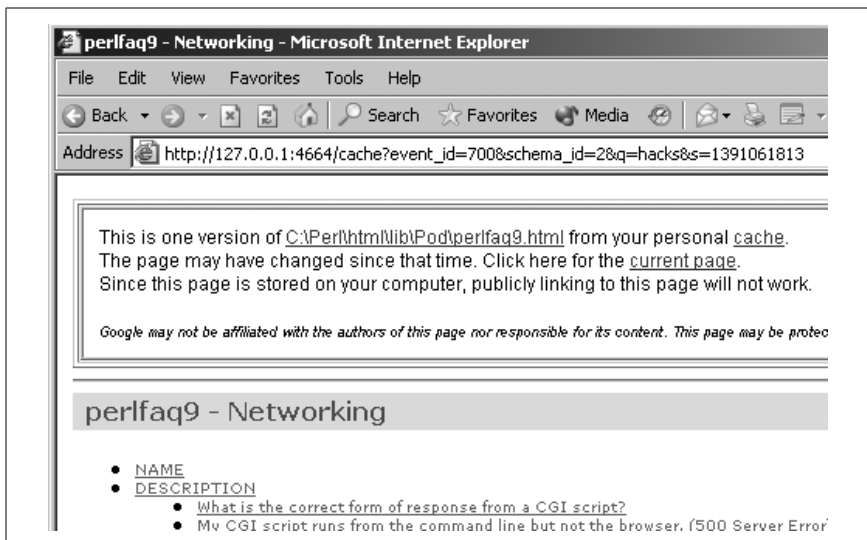 perlfaq9 - Networking - Microsoft Internet Explorer
File Edit View Favorites Tools Help
Back Search Favorites Media
Address http://127.0.0.1:4664/cache?event_id=700&schema_id=2&q=hacks&s=1391061813
This is one version of C:\Perl\html\lib\Pod\perlfaq9.html from your personal cache.
The page may have changed since that time. Click here for the current page.
Since this page is stored on your computer, publicly linking to this page will not work.
Google may not be affiliated with the authors of this page nor responsible for its content. This page may be protec
perlfaq9 - Networking
NAME
DESCRIPTION
What is the correct form of response from a CGI script?
My CGI script runs from the command line but not the browser. (500 Server Error)